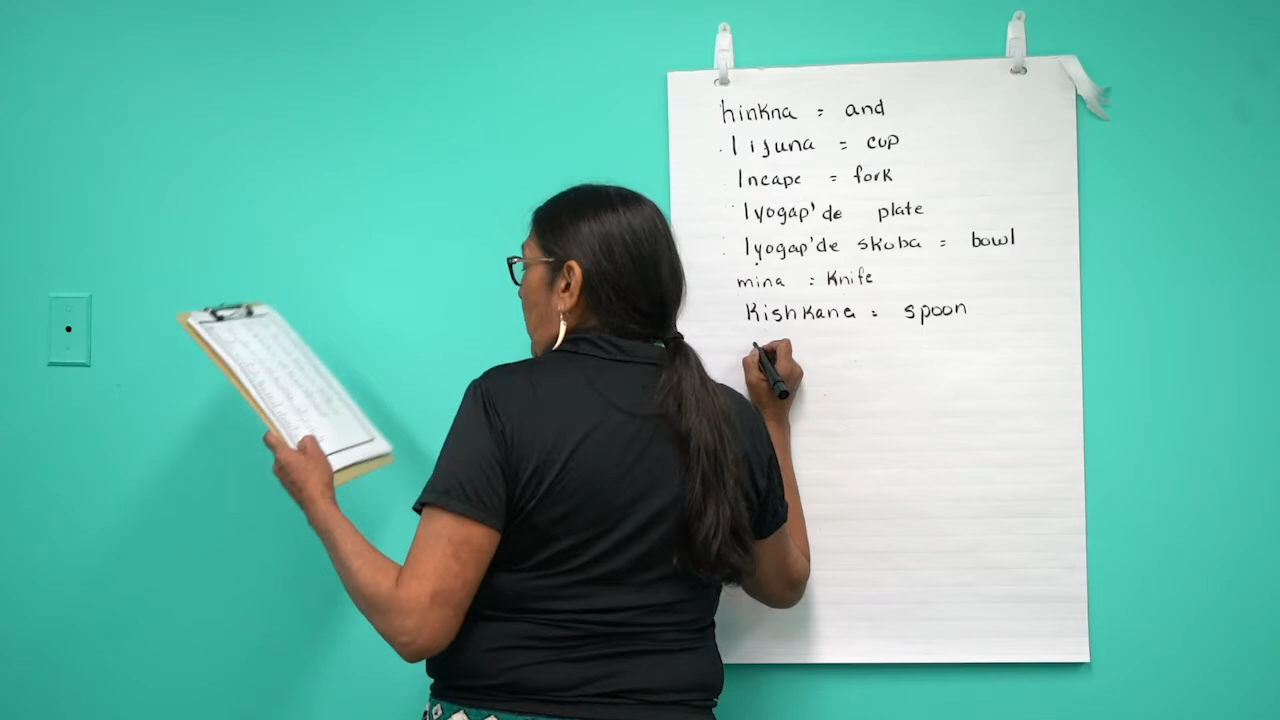 hinkna = and
Iijuna = cup
Incape = fork
Iyogap'de plate
Iyogap'de skoba = bowl
mina = Knife
Kishkana = spoon